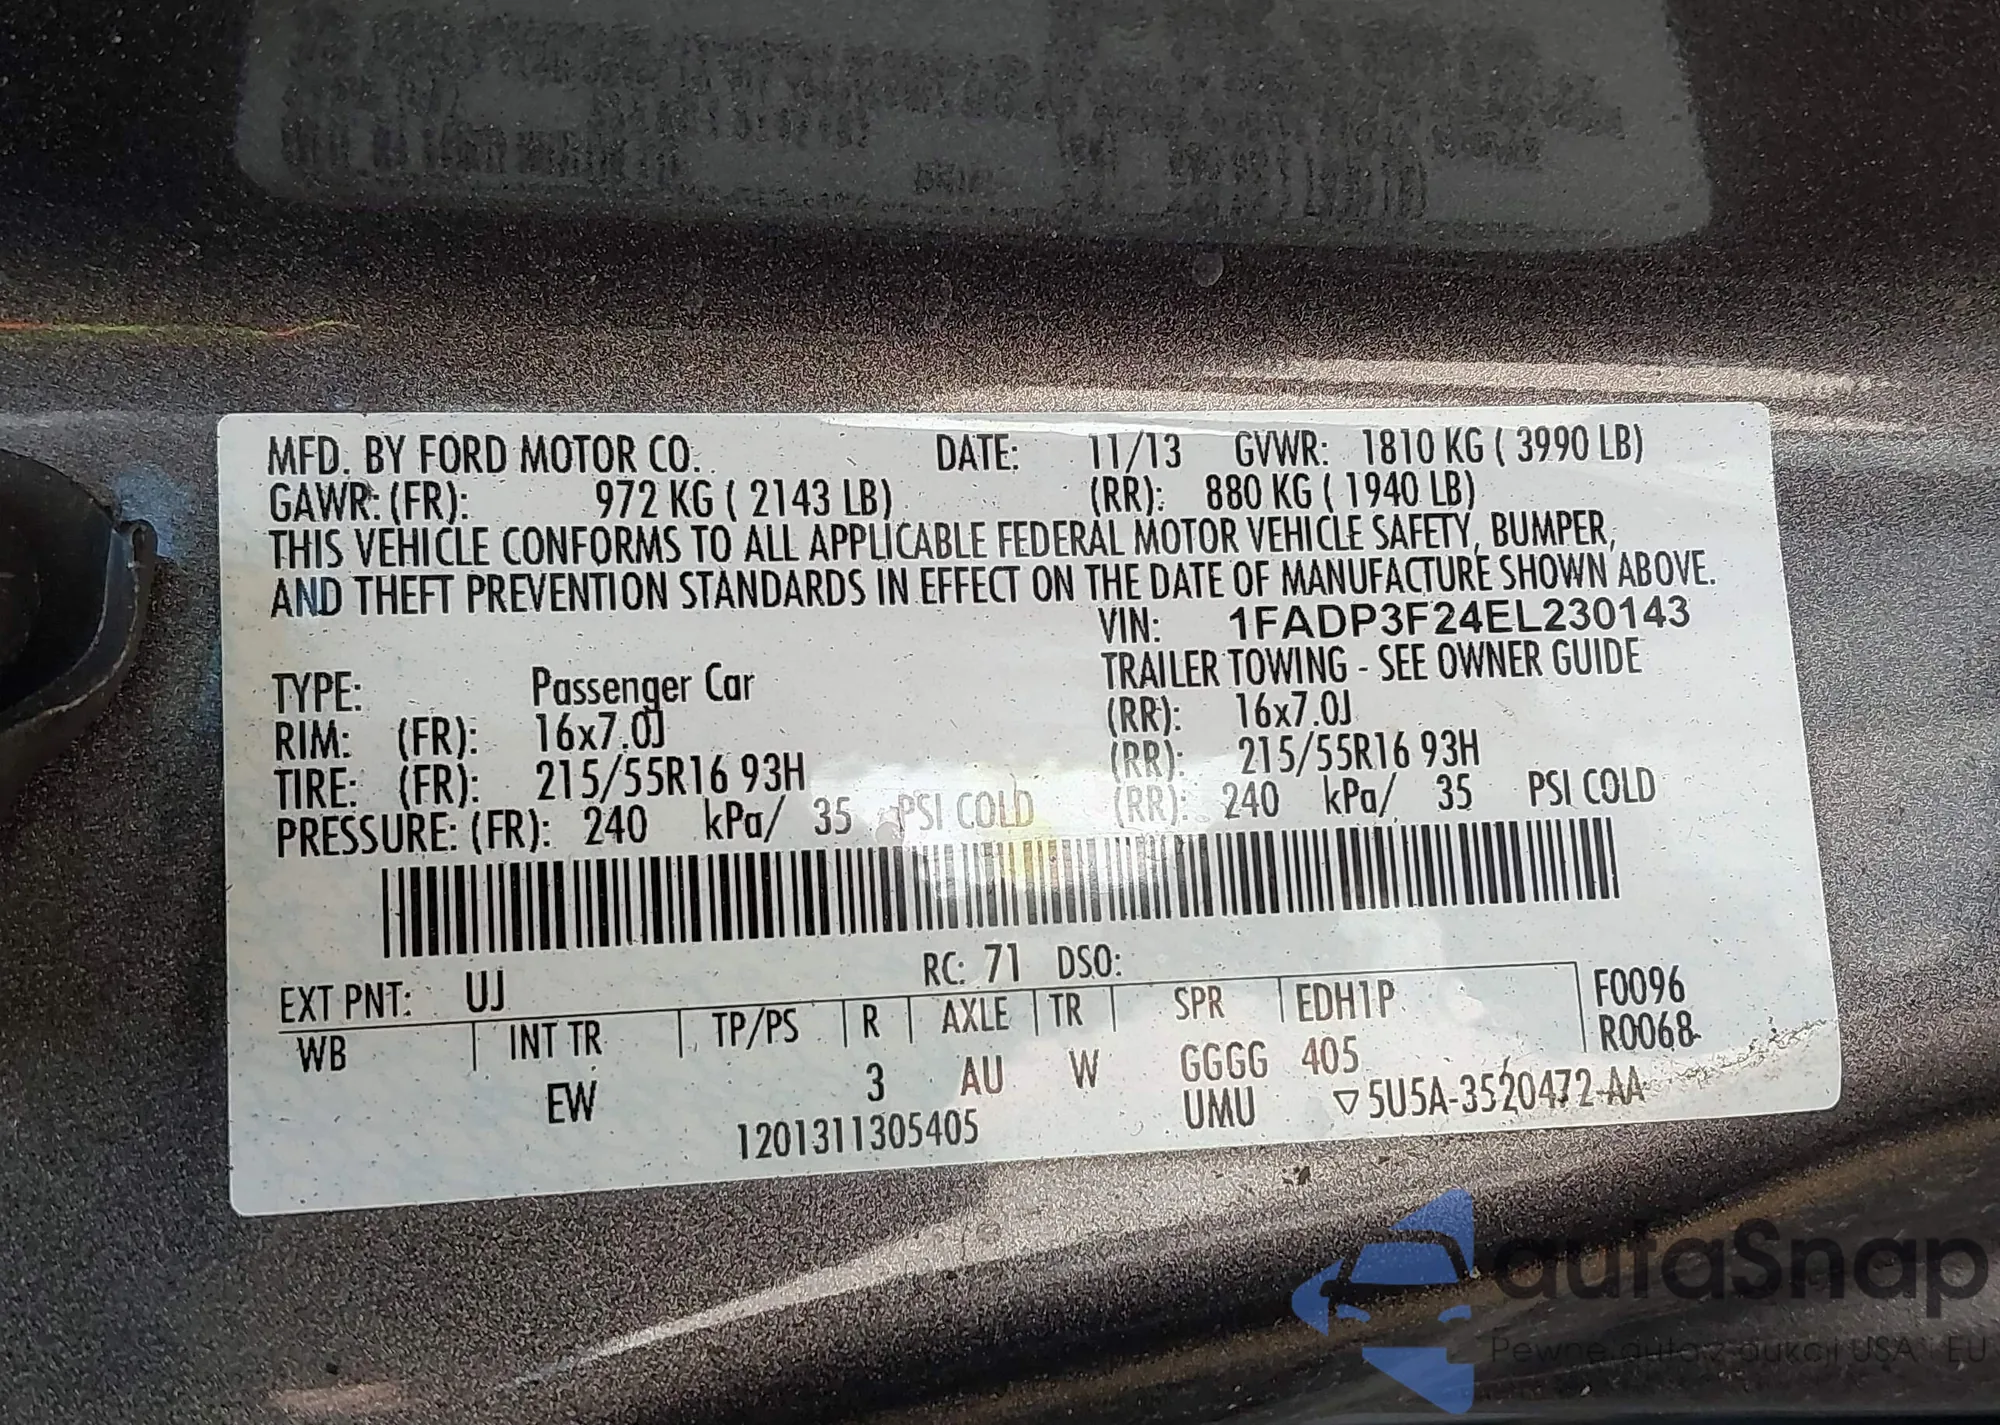 MFD. BY FORD MOTOR CO. DATE: 11/13 GVWR: 1810 KG ( 3990 LB)
GAWR: (FR): 972 KG ( 2143 LB) (RR): 880 KG ( 1940 LB)
THIS VEHICLE CONFORMS TO ALL APPLICABLE FEDERAL MOTOR VEHICLE SAFETY, BUMPER,
AND THEFT PREVENTION STANDARDS IN EFFECT ON THE DATE OF MANUFACTURE SHOWN ABOVE.
VIN: 1FADP3F24EL230143
TYPE: Passenger Car TRAILER TOWING - SEE OWNER GUIDE
RIM: (FR): 16x7.0J (RR): 16x7.0J
TIRE: (FR): 215/55R16 93H (RR): 215/55R16 93H
PRESSURE: (FR): 240 kPa/ 35 PSI COLD (RR): 240 kPa/ 35 PSI COLD
EXT PNT: UJ RC: 71 DSO:
WB INT TR TP/PS R AXLE TR SPR EDH1P F0096
R0068
EW 3 AU W GGGG 405
1201311305405 UMU ▽5U5A-3520472-AA
autaSnap
Pewne auta z aukcji USA i EU